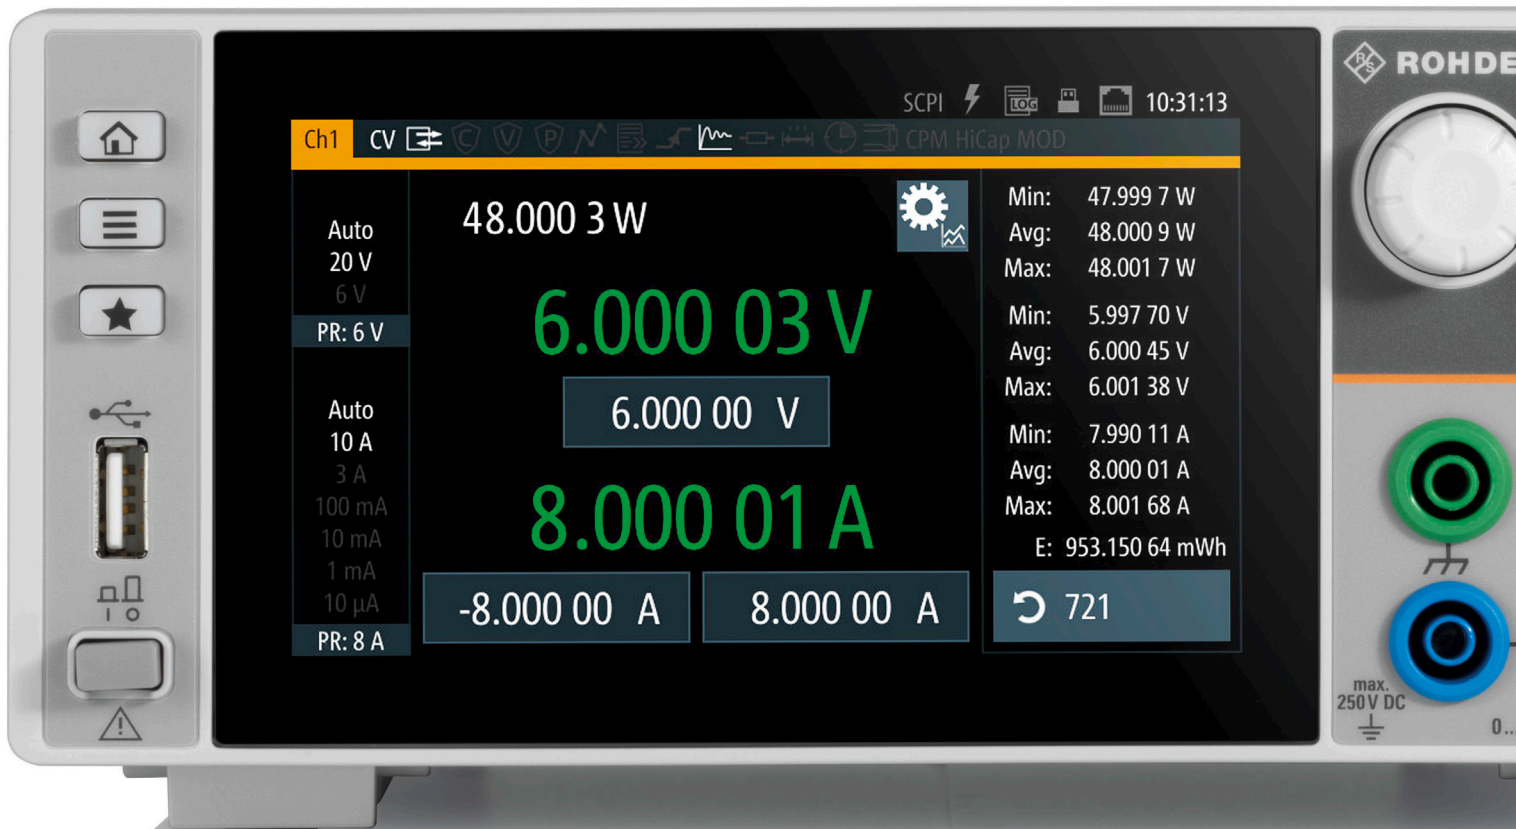 ROHDE
SCPI LOG 10:31:13
Ch1 CV C V P CPM HiCap MOD
Auto
20 V
6 V
PR: 6 V
Auto
10 A
3 A
100 mA
10 mA
1 mA
10 µA
PR: 8 A
48.000 3 W
6.000 03 V
6.000 00 V
8.000 01 A
-8.000 00 A
8.000 00 A
Min: 47.999 7 W
Avg: 48.000 9 W
Max: 48.001 7 W
Min: 5.997 70 V
Avg: 6.000 45 V
Max: 6.001 38 V
Min: 7.990 11 A
Avg: 8.000 01 A
Max: 8.001 68 A
E: 953.150 64 mWh
721
max.
250 V DC
0...